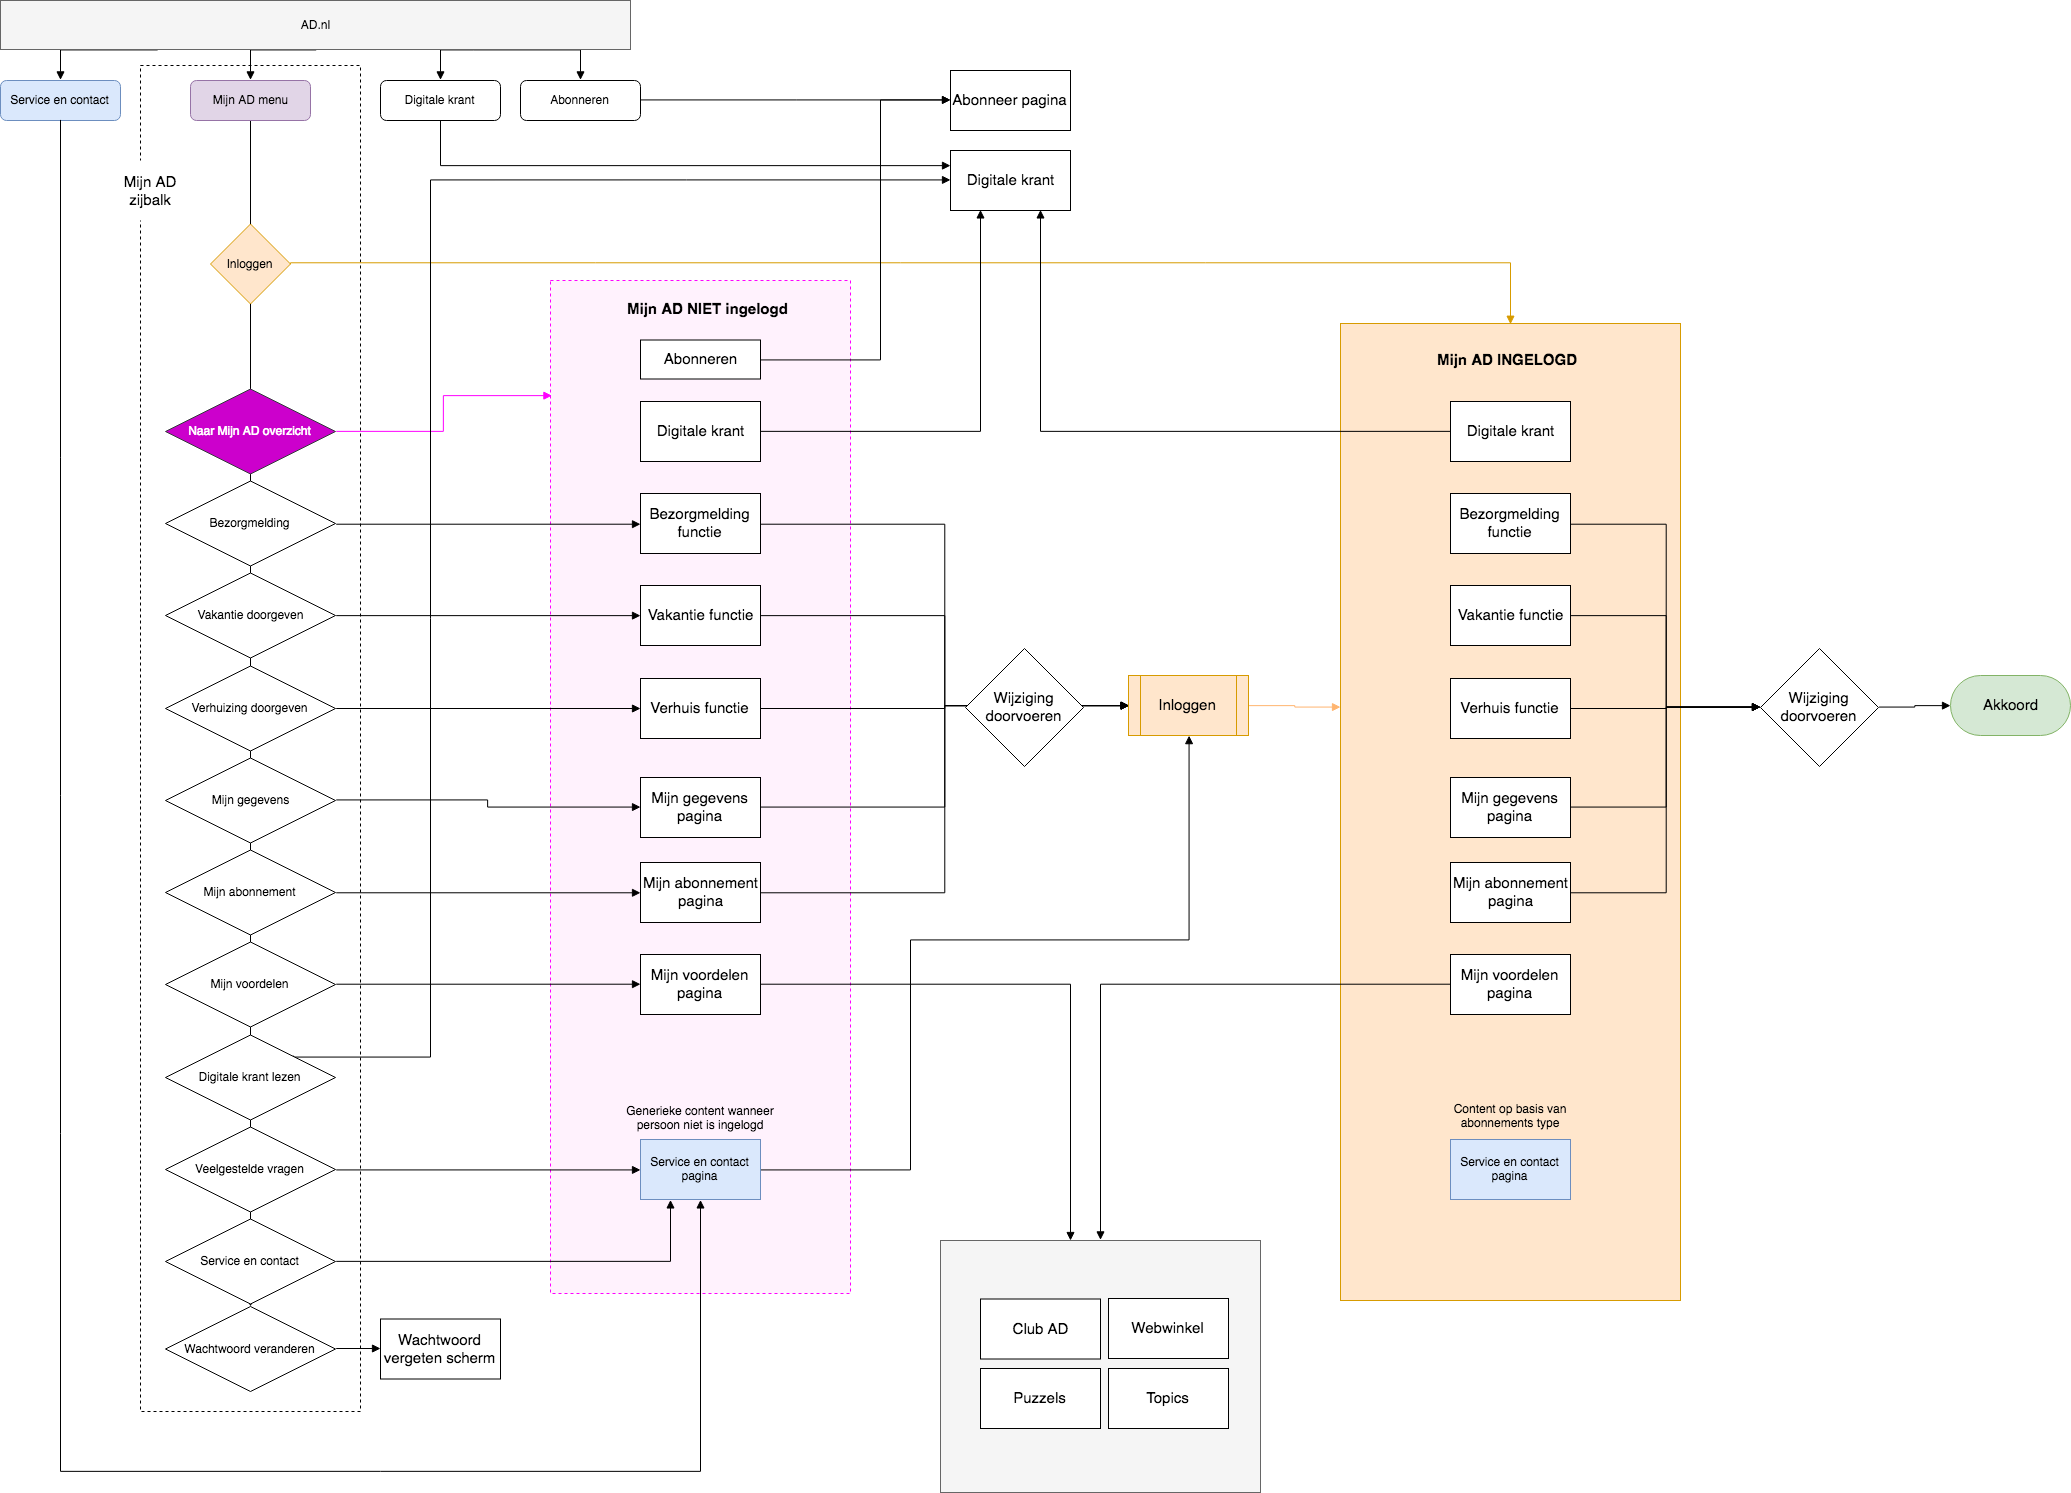 AD.nl
Service en contact
Mijn AD menu
Digitale krant
Abonneren
Abonneer pagina
Mijn AD
zijbalk
Digitale krant
Inloggen
Naar Mijn AD overzicht
Bezorgmelding
Vakantie doorgeven
Verhuizing doorgeven
Mijn gegevens
Mijn abonnement
Mijn voordelen
Digitale krant lezen
Veelgestelde vragen
Service en contact
Wachtwoord veranderen
Wachtwoord
vergeten scherm
Mijn AD NIET ingelogd
Abonneren
Digitale krant
Bezorgmelding
functie
Vakantie functie
Verhuis functie
Mijn gegevens
pagina
Mijn abonnement
pagina
Mijn voordelen
pagina
Generieke content wanneer
persoon niet is ingelogd
Service en contact
pagina
Wijziging
doorvoeren
Inloggen
Club AD
Webwinkel
Puzzels
Topics
Mijn AD INGELOGD
Digitale krant
Bezorgmelding
functie
Vakantie functie
Verhuis functie
Mijn gegevens
pagina
Mijn abonnement
pagina
Mijn voordelen
pagina
Content op basis van
abonnements type
Service en contact
pagina
Wijziging
doorvoeren
Akkoord